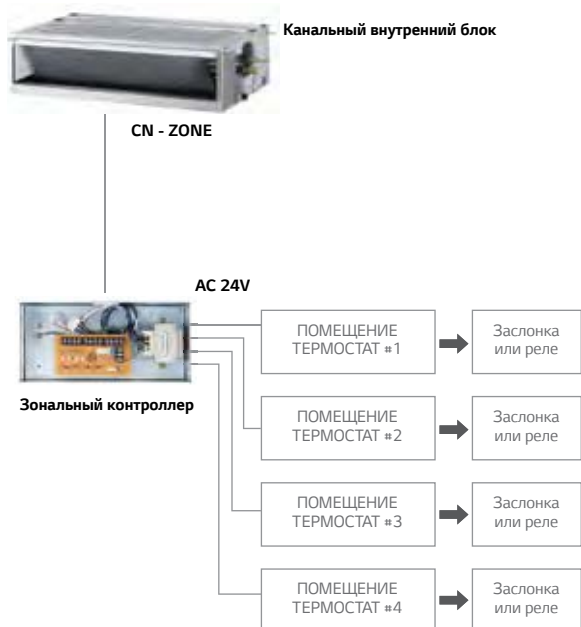 Канальный внутренний блок
CN - ZONE
AC 24V
Зональный контроллер
ПОМЕЩЕНИЕ
ТЕРМОСТАТ #1
Заслонка
или реле
ПОМЕЩЕНИЕ
ТЕРМОСТАТ #2
Заслонка
или реле
ПОМЕЩЕНИЕ
ТЕРМОСТАТ #3
Заслонка
или реле
ПОМЕЩЕНИЕ
ТЕРМОСТАТ #4
Заслонка
или реле